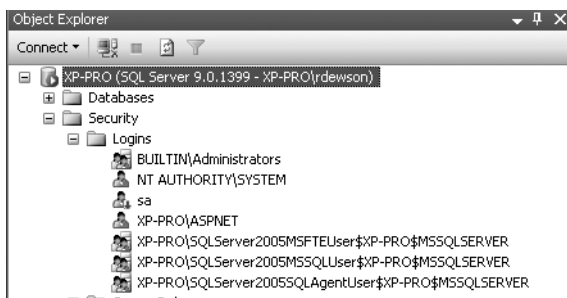 Object Explorer
Connect
XP-PRO (SQL Server 9.0.1399 - XP-PRO\rdewson)
Databases
Security
Logins
BUILTIN\Administrators
NT AUTHORITY\SYSTEM
sa
XP-PRO\ASPNET
XP-PRO\SQLServer2005MSFTEUser$XP-PRO$MSSQLSERVER
XP-PRO\SQLServer2005MSSQLUser$XP-PRO$MSSQLSERVER
XP-PRO\SQLServer2005SQLAgentUser$XP-PRO$MSSQLSERVER